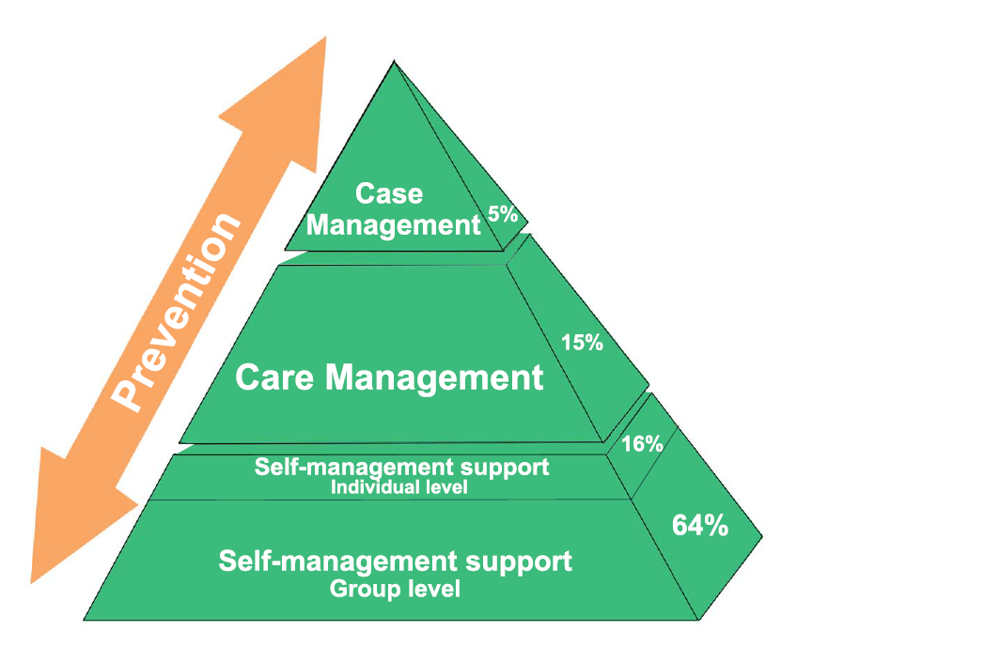 Prevention
Case
Management
5%
Care Management
15%
Self-management support
Individual level
16%
Self-management support
Group level
64%